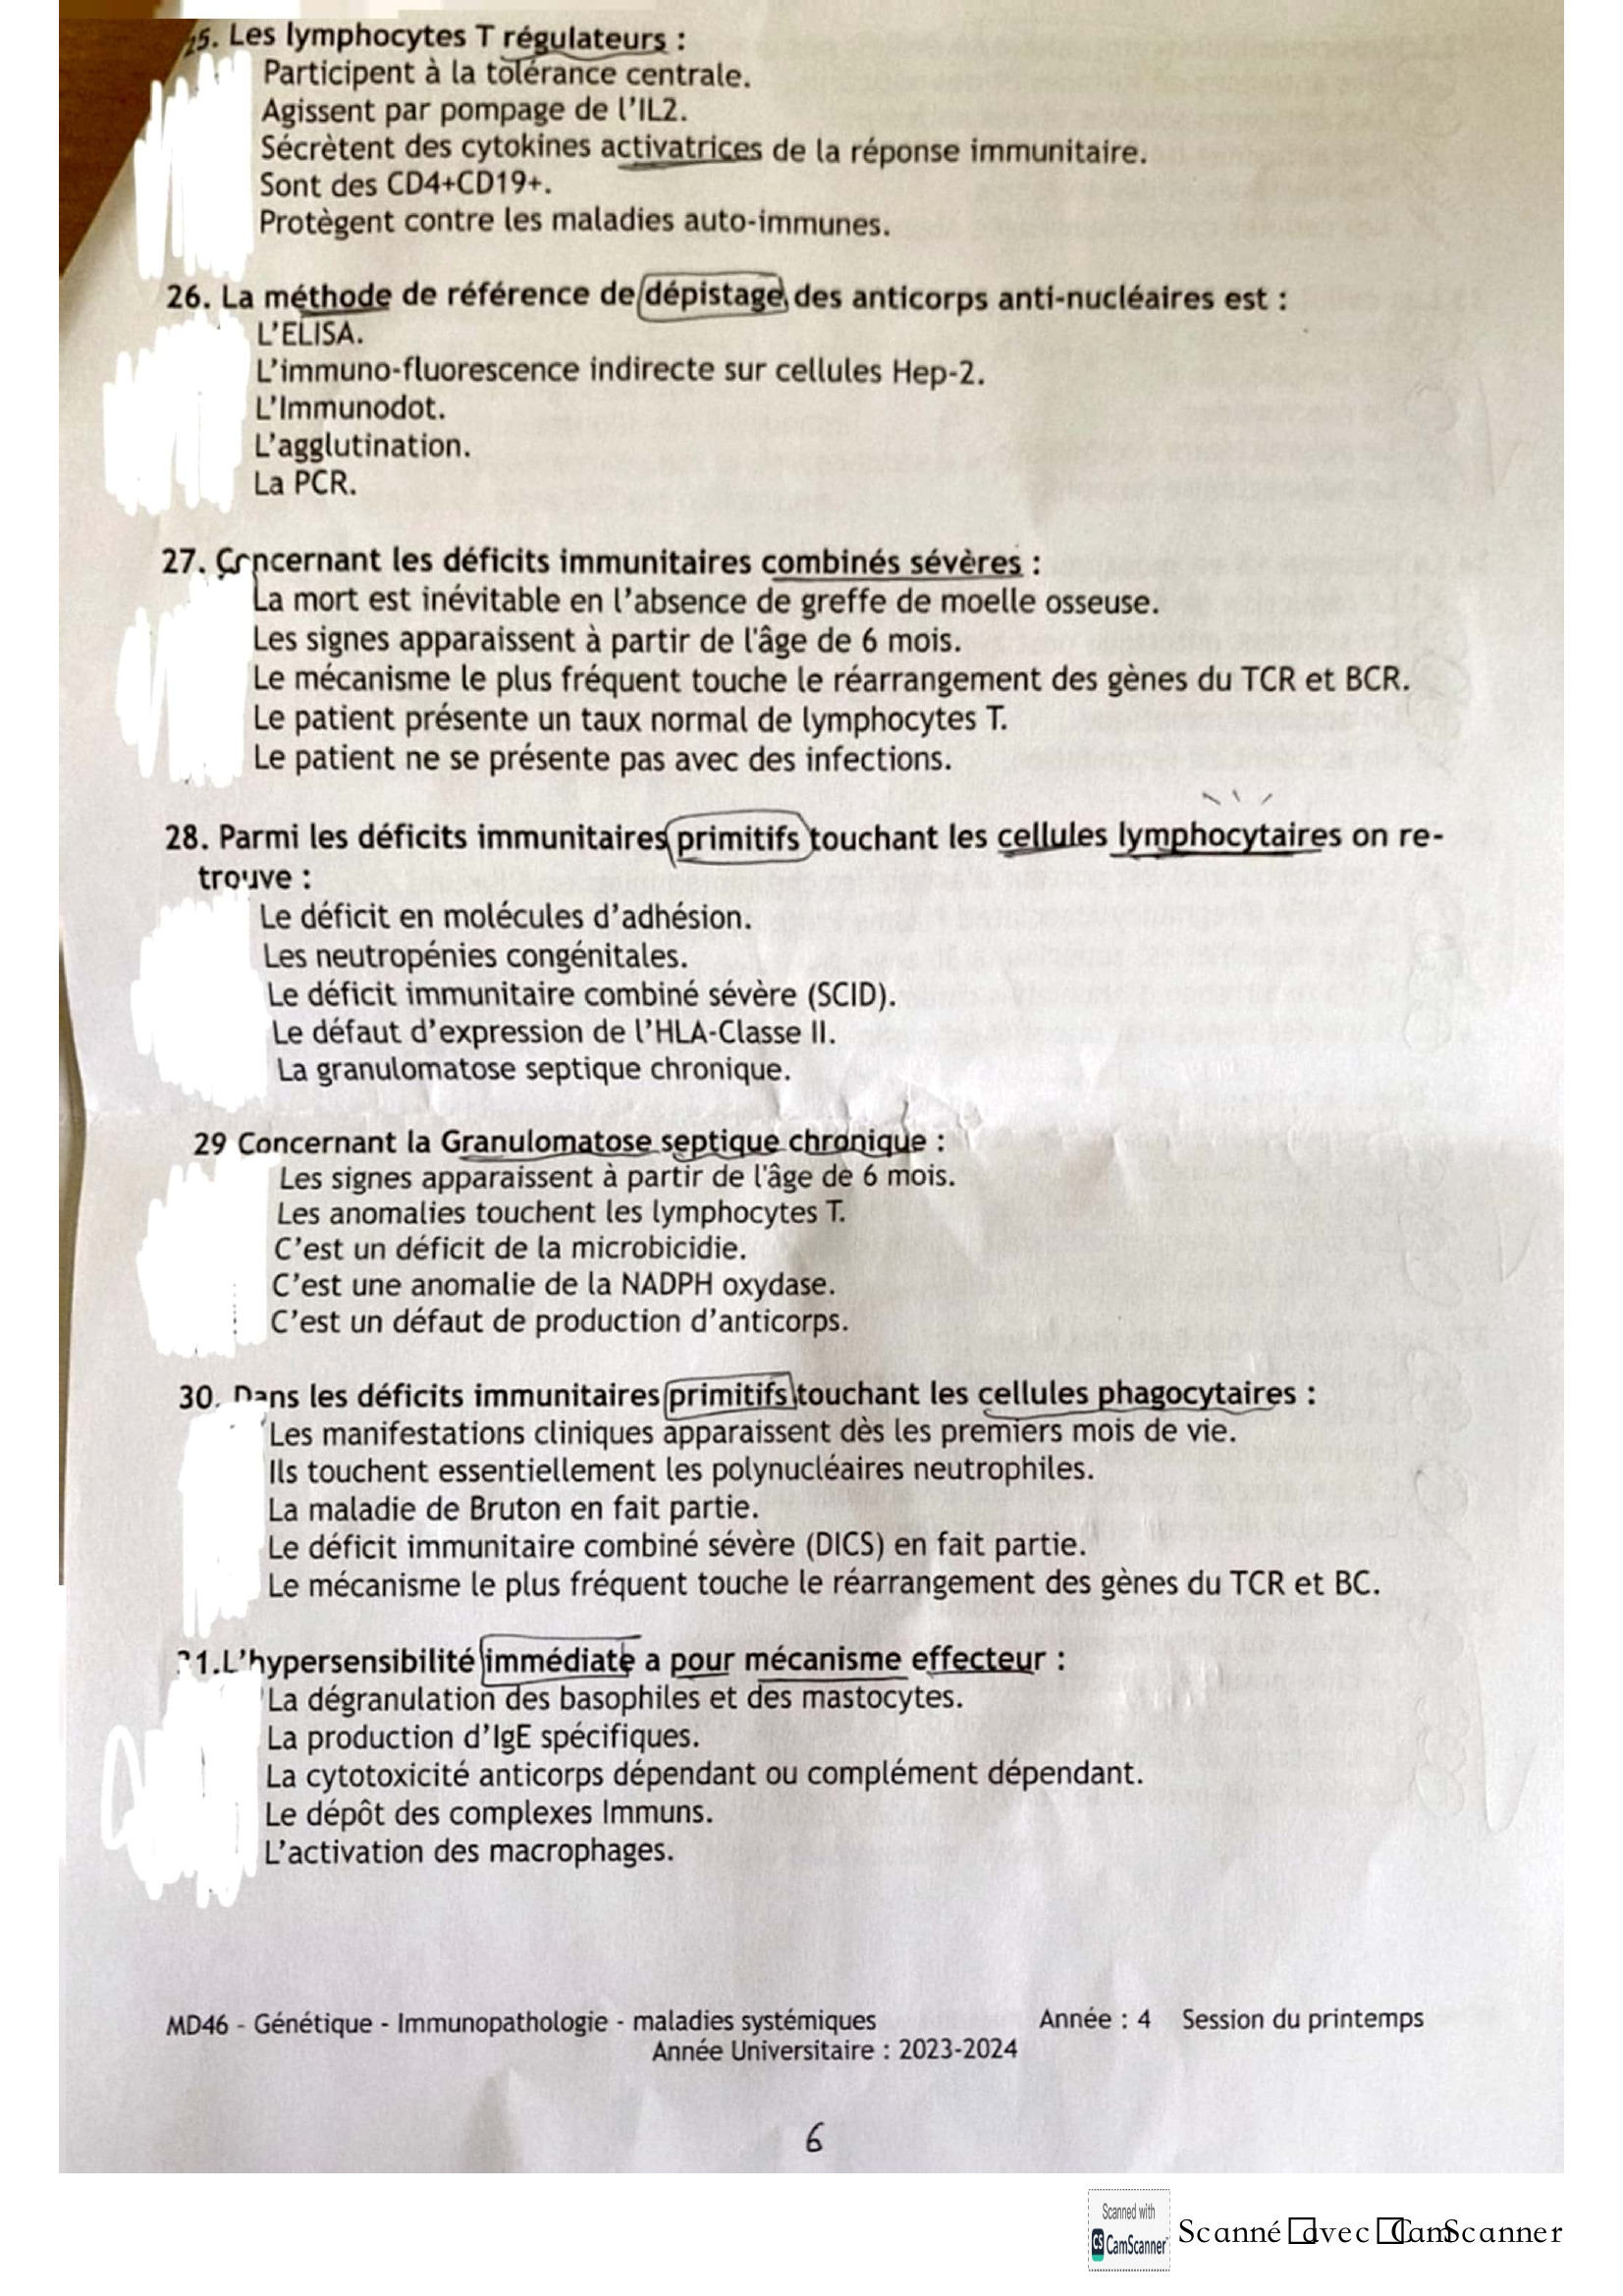 25. Les lymphocytes T régulateurs :
Participent à la tolérance centrale.
Agissent par pompage de l'IL2.
Sécrètent des cytokines activatrices de la réponse immunitaire.
Sont des CD4+CD19+.
Protègent contre les maladies auto-immunes.
26. La méthode de référence de dépistage des anticorps anti-nucléaires est :
L'ELISA.
L'immuno-fluorescence indirecte sur cellules Hep-2.
L'Immunodot.
L'agglutination.
La PCR.
27. Concernant les déficits immunitaires combinés sévères :
La mort est inévitable en l'absence de greffe de moelle osseuse.
Les signes apparaissent à partir de l'âge de 6 mois.
Le mécanisme le plus fréquent touche le réarrangement des gènes du TCR et BCR.
Le patient présente un taux normal de lymphocytes T.
Le patient ne se présente pas avec des infections.
28. Parmi les déficits immunitaires primitifs touchant les cellules lymphocytaires on re-
trouve :
Le déficit en molécules d'adhésion.
Les neutropénies congénitales.
Le déficit immunitaire combiné sévère (SCID).
Le défaut d'expression de l'HLA-Classe II.
La granulomatose septique chronique.
29 Concernant la Granulomatose septique chronique :
Les signes apparaissent à partir de l'âge de 6 mois.
Les anomalies touchent les lymphocytes T.
C'est un déficit de la microbicidie.
C'est une anomalie de la NADPH oxydase.
C'est un défaut de production d'anticorps.
30. Dans les déficits immunitaires primitifs touchant les cellules phagocytaires :
Les manifestations cliniques apparaissent dès les premiers mois de vie.
Ils touchent essentiellement les polynucléaires neutrophiles.
La maladie de Bruton en fait partie.
Le déficit immunitaire combiné sévère (DICS) en fait partie.
Le mécanisme le plus fréquent touche le réarrangement des gènes du TCR et BC.
31.L'hypersensibilité immédiate a pour mécanisme effecteur :
La dégranulation des basophiles et des mastocytes.
La production d'IgE spécifiques.
La cytotoxicité anticorps dépendant ou complément dépendant.
Le dépôt des complexes Immuns.
L'activation des macrophages.
MD46 - Génétique - Immunopathologie - maladies systémiques Année : 4 Session du printemps
Année Universitaire : 2023-2024
6
Scanned with
CS CamScanner
Scanné avec CamScanner